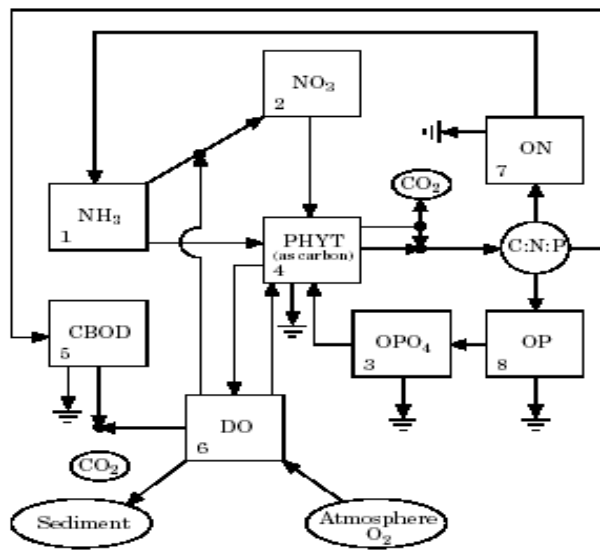 NO₃
2
ON
7
CO₂
NH₃
1
PHYT
(as carbon)
4
C:N:P
CBOD
5
OPO₄
3
OP
8
DO
6
CO₂
Sediment
Atmosphere
O₂